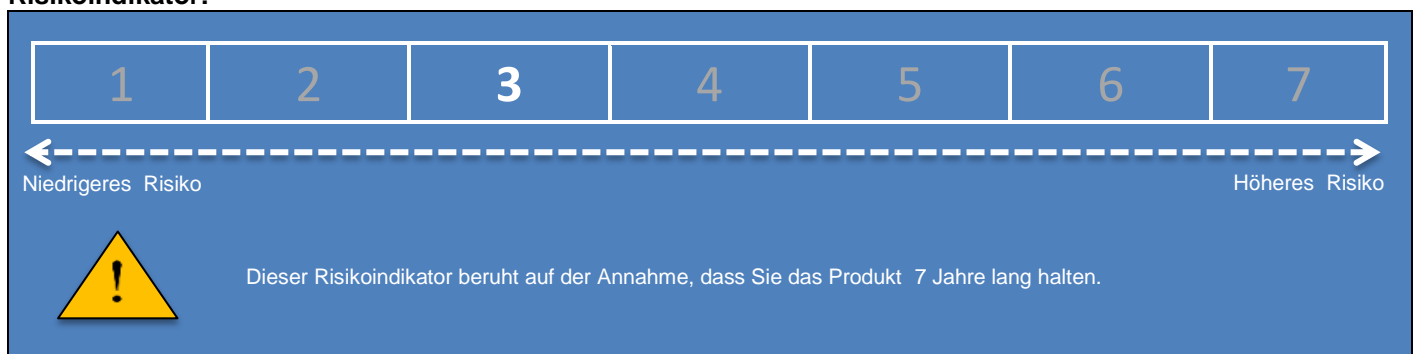 Risikoindikator:
1 2 3 4 5 6 7
Niedrigeres Risiko Höheres Risiko
!
Dieser Risikoindikator beruht auf der Annahme, dass Sie das Produkt 7 Jahre lang halten.